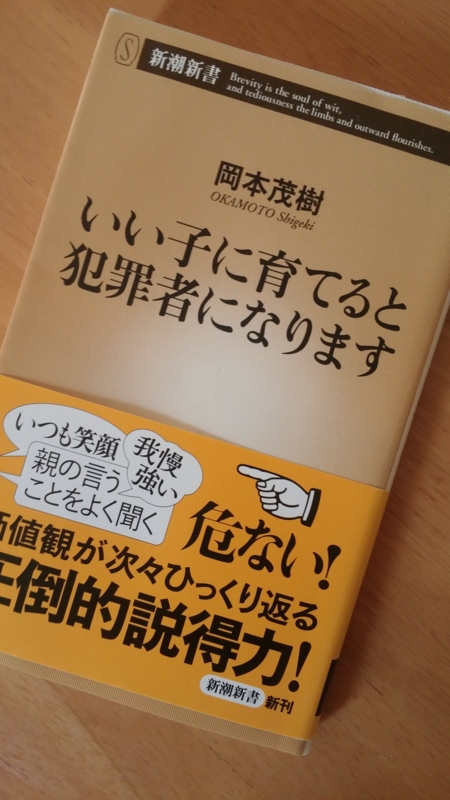 S
新潮新書
Brevity is the soul of wit,
and tediousness the limbs and outward flourishes.
岡本茂樹
OKAMOTO Shigeki
いい子に育てると
犯罪者になります
いつも笑顔
我慢
強い
親の言う
ことをよく聞く
危ない!
価値観が次々ひっくり返る
圧倒的説得力!
新潮新書
新刊